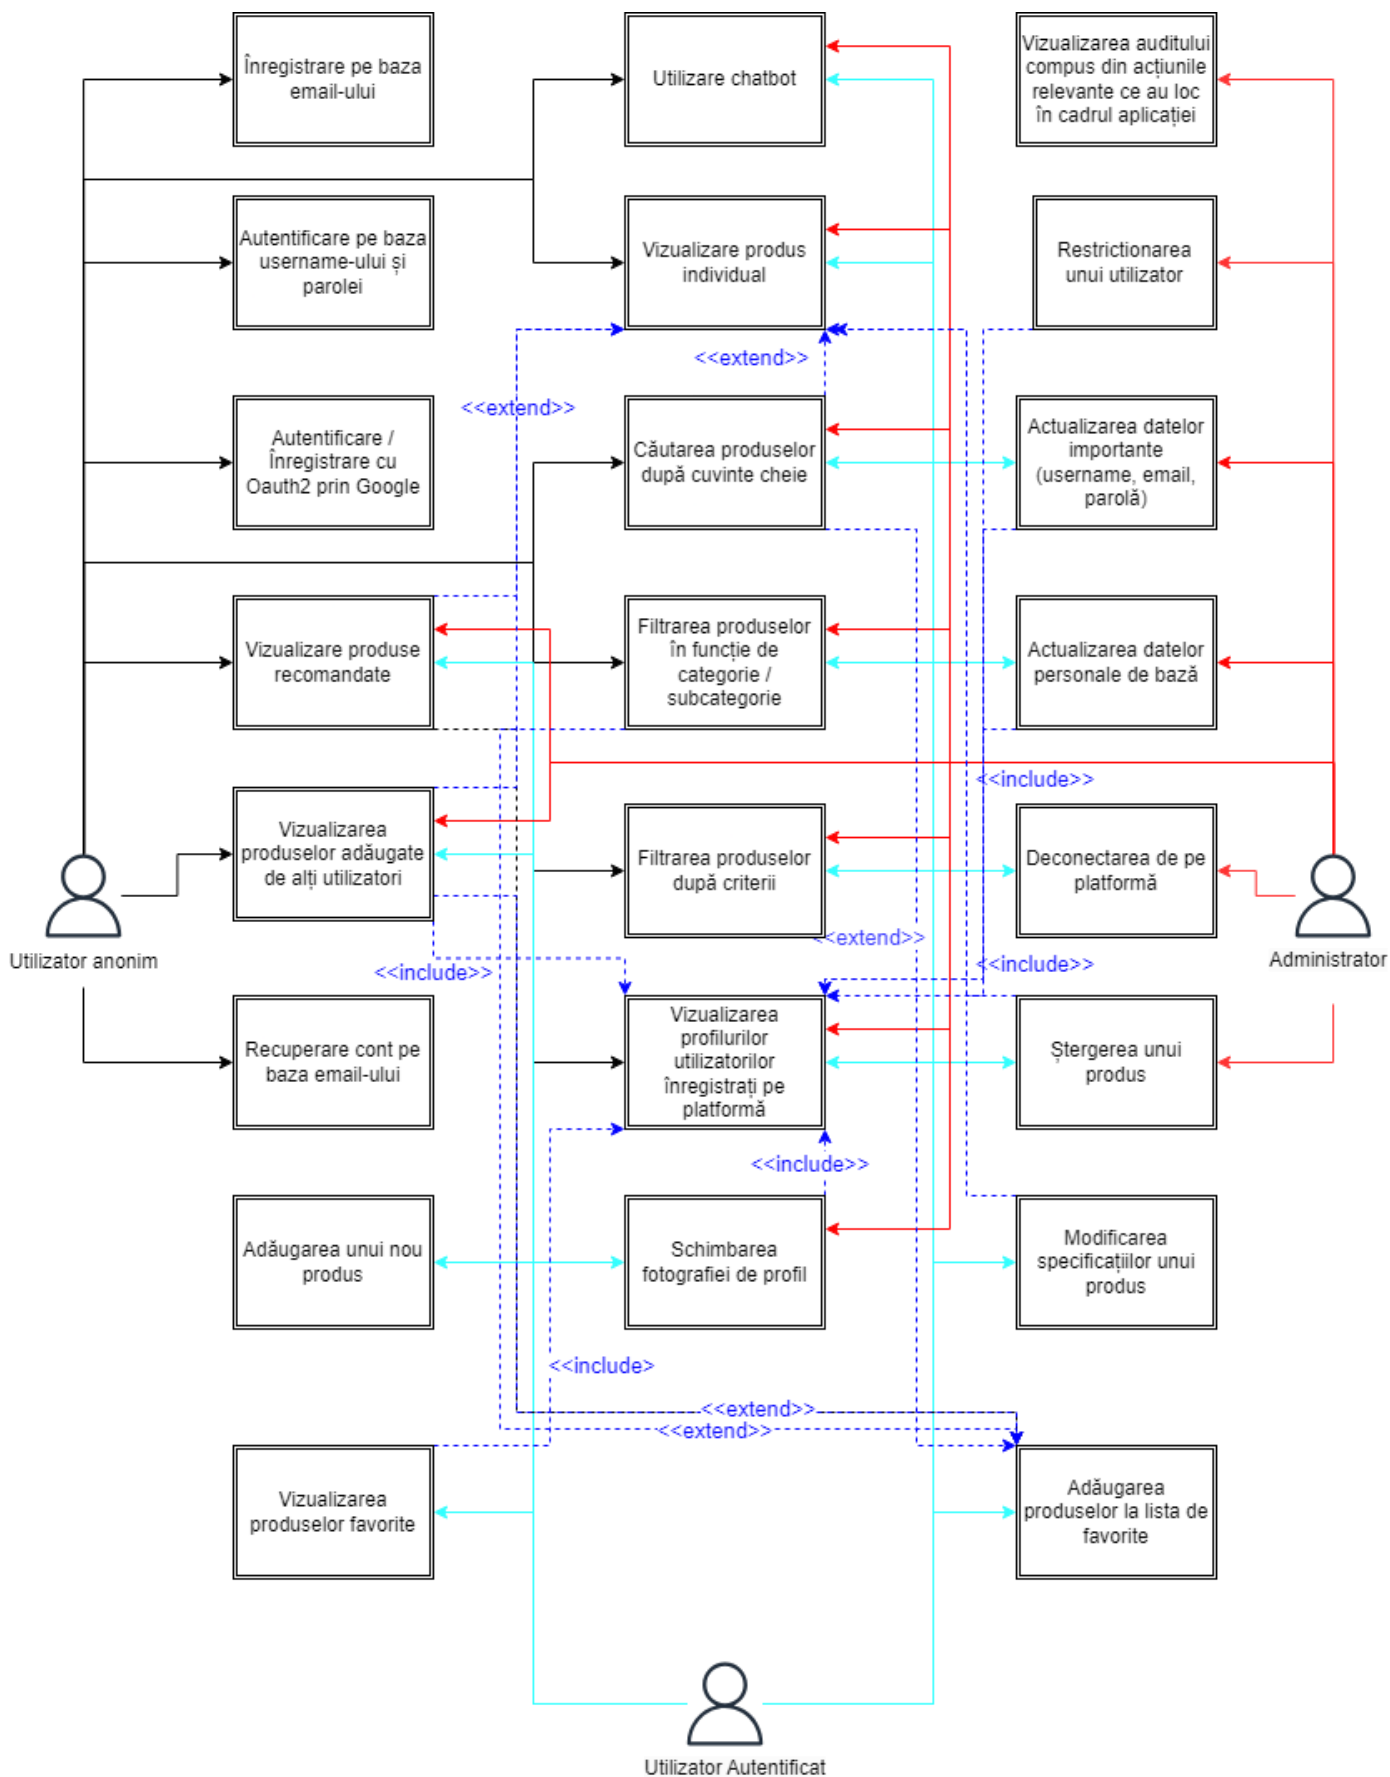 Înregistrare pe baza
email-ului
Utilizare chatbot
Vizualizarea auditului
compus din acțiunile
relevante ce au loc
în cadrul aplicației
Autentificare pe baza
username-ului și
parolei
Vizualizare produs
individual
Restrictionarea
unui utilizator
<<extend>>
<<extend>>
Autentificare /
Înregistrare cu
Oauth2 prin Google
Căutarea produselor
după cuvinte cheie
Actualizarea datelor
importante
(username, email,
parolă)
Vizualizare produse
recomandate
Filtrarea produselor
în funcție de
categorie /
subcategorie
Actualizarea datelor
personale de bază
<<include>>
Vizualizarea
produselor adăugate
de alți utilizatori
Filtrarea produselor
după criterii
Deconectarea de pe
platformă
Utilizator anonim
Administrator
<<extend>>
<<include>>
<<include>>
Recuperare cont pe
baza email-ului
Vizualizarea
profilurilor
utilizatorilor
înregistrați pe
platformă
Ștergerea unui
produs
<<include>>
Adăugarea unui nou
produs
Schimbarea
fotografiei de profil
Modificarea
specificațiilor unui
produs
<<include>
<<extend>>
<<extend>>
Vizualizarea
produselor favorite
Adăugarea
produselor la lista de
favorite
Utilizator Autentificat